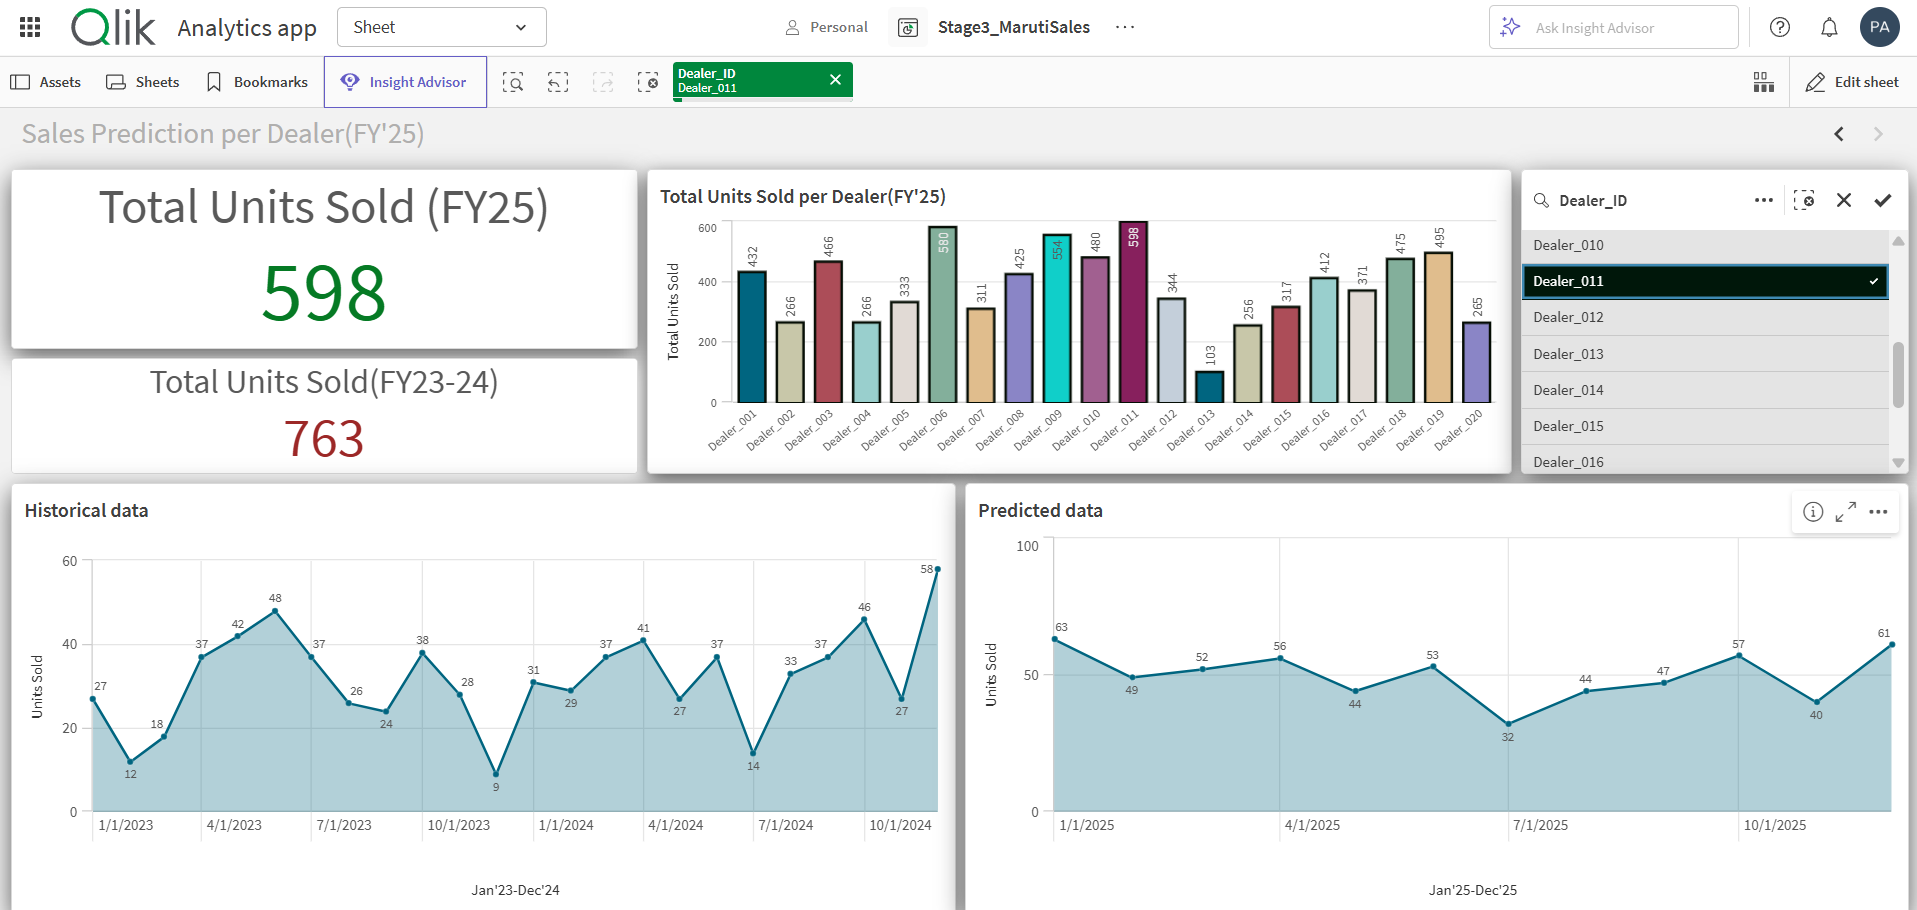 Qlik Analytics app Sheet Personal Stage3_MarutiSales ··· Ask Insight Advisor PA
Assets Sheets Bookmarks Insight Advisor Dealer_ID Edit sheet
Dealer_011
Sales Prediction per Dealer(FY'25)
Total Units Sold (FY25)
598
Total Units Sold(FY23-24)
763
Total Units Sold per Dealer(FY'25)
Total Units Sold
600
400
200
0
432 266 466 266 333 580 311 425 554 480 598 344 103 256 317 412 371 475 495 265
Dealer_001 Dealer_002 Dealer_003 Dealer_004 Dealer_005 Dealer_006 Dealer_007 Dealer_008 Dealer_009 Dealer_010 Dealer_011 Dealer_012 Dealer_013 Dealer_014 Dealer_015 Dealer_016 Dealer_017 Dealer_018 Dealer_019 Dealer_020
Dealer_ID
Dealer_010
Dealer_011
Dealer_012
Dealer_013
Dealer_014
Dealer_015
Dealer_016
Historical data
Units Sold
60
40
20
0
27 12 18 37 42 48 37 26 24 38 28 9 31 29 37 41 27 37 14 33 37 46 27 58
1/1/2023 4/1/2023 7/1/2023 10/1/2023 1/1/2024 4/1/2024 7/1/2024 10/1/2024
Jan'23-Dec'24
Predicted data
Units Sold
100
50
0
63 49 52 56 44 53 32 44 47 57 40 61
1/1/2025 4/1/2025 7/1/2025 10/1/2025
Jan'25-Dec'25